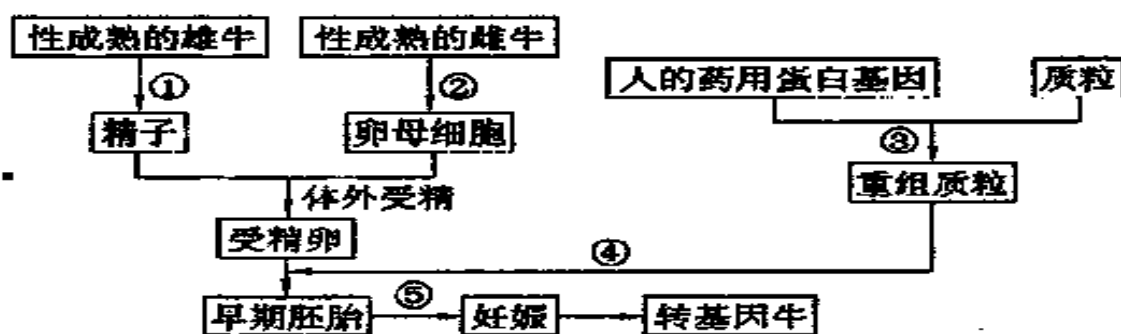 性成熟的雄牛 性成熟的雌牛
人的药用蛋白基因 质粒
① ②
精子 卵母细胞
③
重组质粒
体外受精
受精卵
④
早期胚胎 ⑤ 妊娠 转基因牛